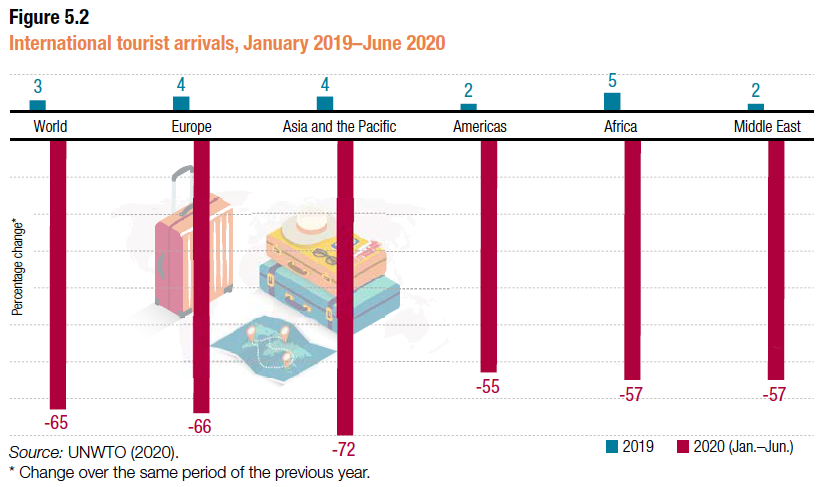 Figure 5.2
International tourist arrivals, January 2019–June 2020
3 4 4 2 5 2
World Europe Asia and the Pacific Americas Africa Middle East
Percentage change*
-65 -66 -72 -55 -57 -57
2019 2020 (Jan.–Jun.)
Source: UNWTO (2020).
* Change over the same period of the previous year.